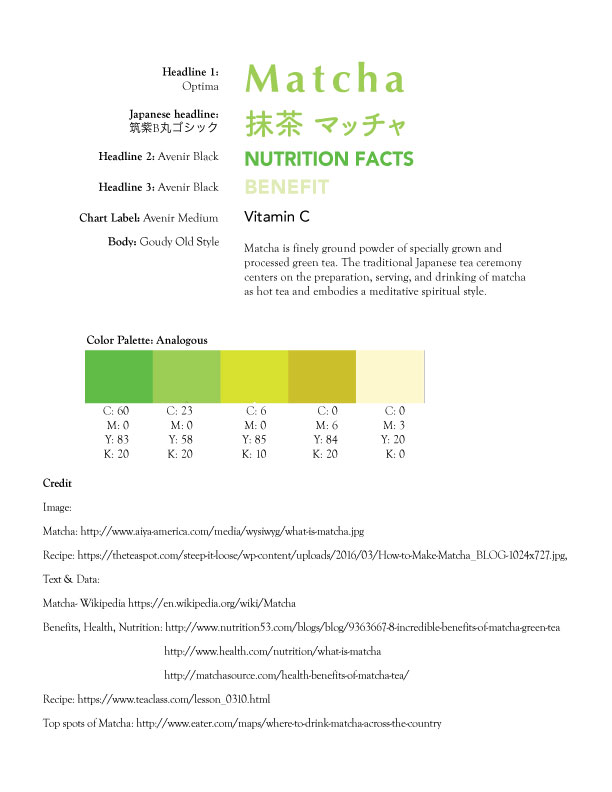 Headline 1:
Optima
Matcha
Japanese headline:
筑紫B丸ゴシック
抹茶 マッチャ
Headline 2: Avenir Black
NUTRITION FACTS
Headline 3: Avenir Black
BENEFIT
Chart Label: Avenir Medium
Vitamin C
Body: Goudy Old Style
Matcha is finely ground powder of specially grown and
processed green tea. The traditional Japanese tea ceremony
centers on the preparation, serving, and drinking of matcha
as hot tea and embodies a meditative spiritual style.
Color Palette: Analogous
C: 60 C: 23 C: 6 C: 0 C: 0
M: 0 M: 0 M: 0 M: 6 M: 3
Y: 83 Y: 58 Y: 85 Y: 84 Y: 20
K: 20 K: 20 K: 10 K: 20 K: 0
Credit
Image:
Matcha: http://www.aiya-america.com/media/wysiwyg/what-is-matcha.jpg
Recipe: https://theteaspot.com/steep-it-loose/wp-content/uploads/2016/03/How-to-Make-Matcha_BLOG-1024x727.jpg,
Text & Data:
Matcha- Wikipedia https://en.wikipedia.org/wiki/Matcha
Benefits, Health, Nutrition: http://www.nutrition53.com/blogs/blog/9363667-8-incredible-benefits-of-matcha-green-tea
http://www.health.com/nutrition/what-is-matcha
http://matchasource.com/health-benefits-of-matcha-tea/
Recipe: https://www.teaclass.com/lesson_0310.html
Top spots of Matcha: http://www.eater.com/maps/where-to-drink-matcha-across-the-country